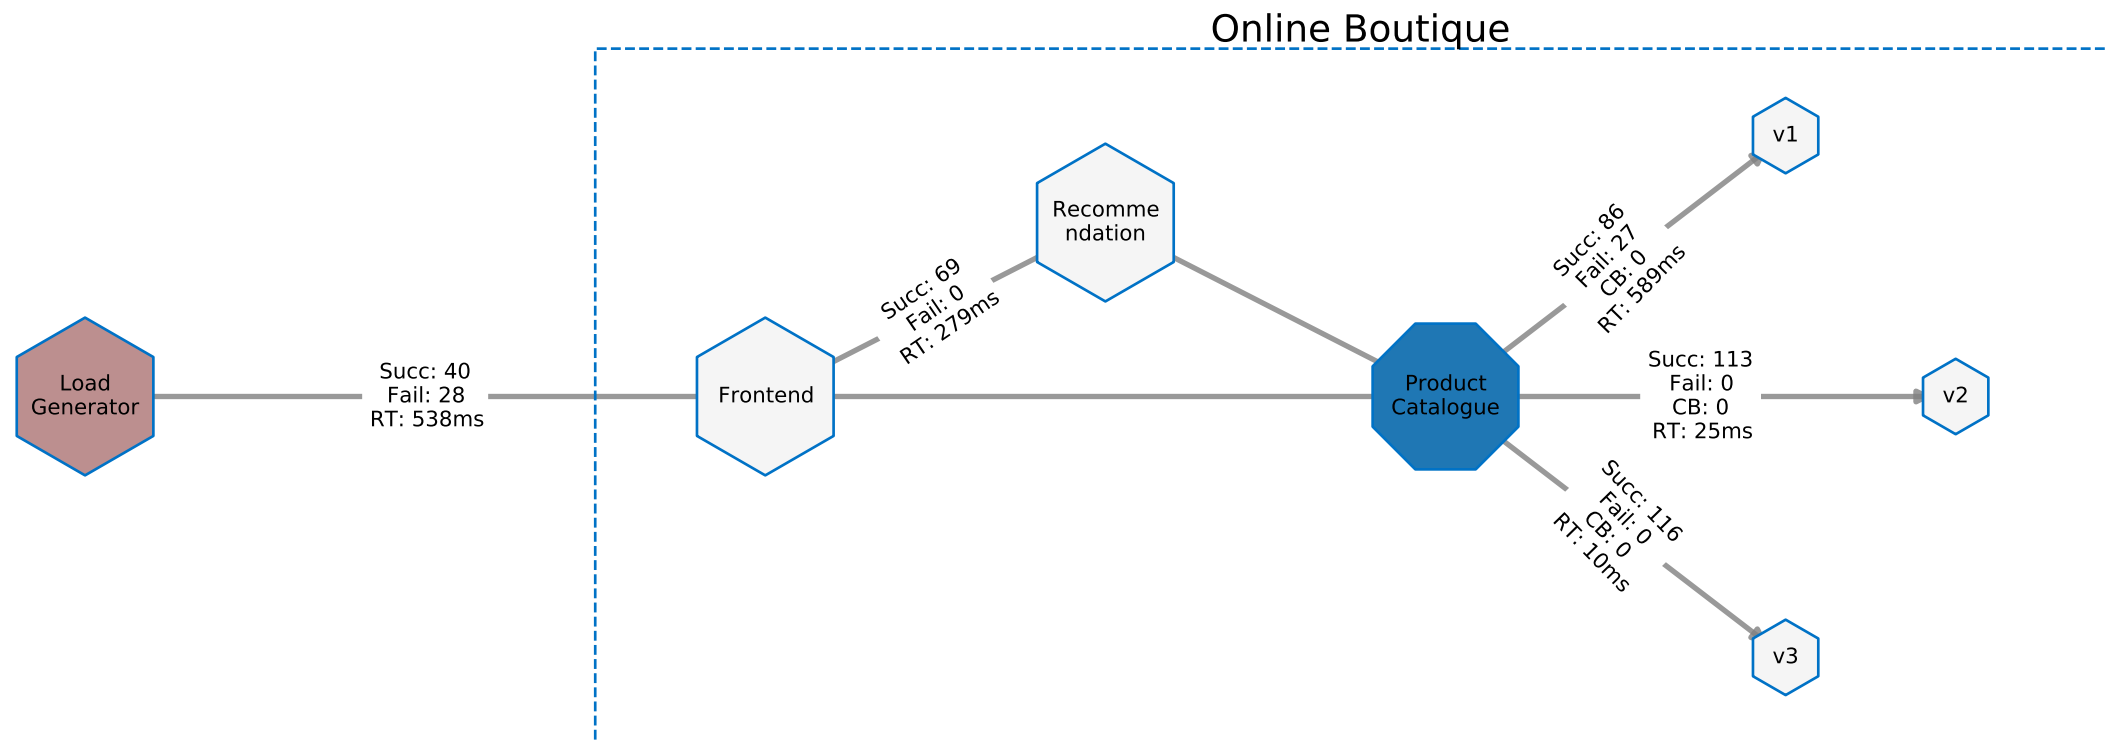 Online Boutique
Load
Generator
Succ: 40
Fail: 28
RT: 538ms
Frontend
Succ: 69
Fail: 0
RT: 279ms
Recomme
ndation
Product
Catalogue
Succ: 86
Fail: 27
CB: 0
RT: 589ms
v1
Succ: 113
Fail: 0
CB: 0
RT: 25ms
v2
Succ: 116
Fail: 0
CB: 0
RT: 10ms
v3